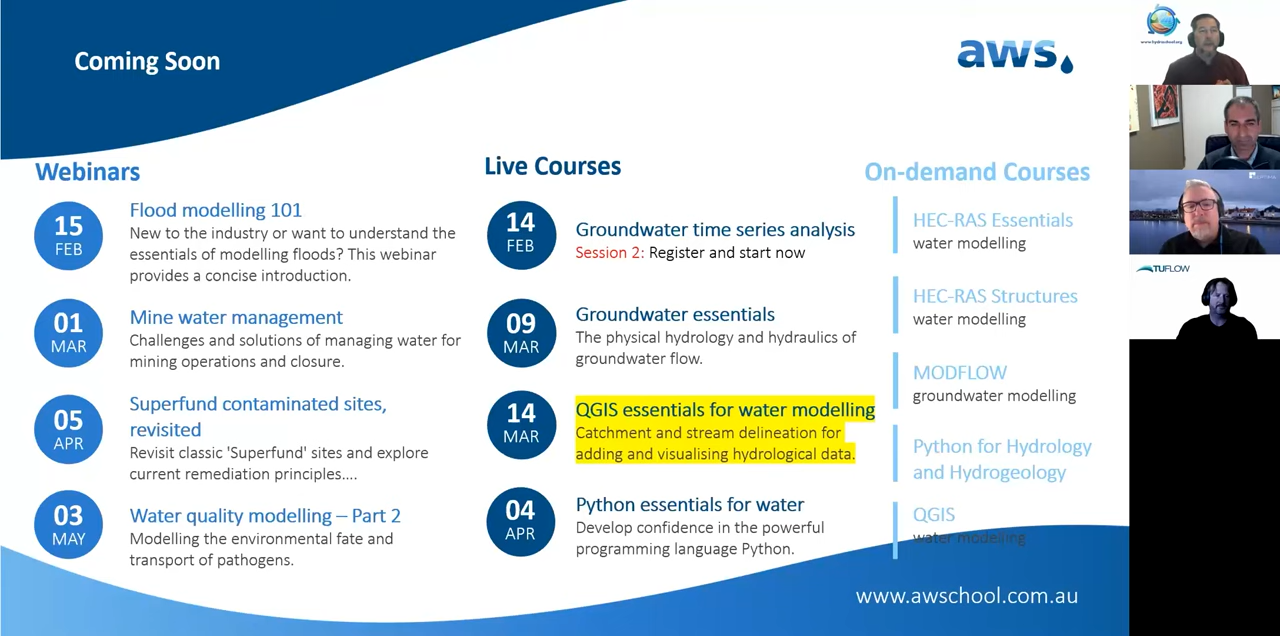 Coming Soon
aws.
Webinars
15
FEB
Flood modelling 101
New to the industry or want to understand the
essentials of modelling floods? This webinar
provides a concise introduction.
01
MAR
Mine water management
Challenges and solutions of managing water for
mining operations and closure.
05
APR
Superfund contaminated sites,
revisited
Revisit classic 'Superfund' sites and explore
current remediation principles....
03
MAY
Water quality modelling – Part 2
Modelling the environmental fate and
transport of pathogens.
Live Courses
14
FEB
Groundwater time series analysis
Session 2: Register and start now
09
MAR
Groundwater essentials
The physical hydrology and hydraulics of
groundwater flow.
14
MAR
QGIS essentials for water modelling
Catchment and stream delineation for
adding and visualising hydrological data.
04
APR
Python essentials for water
Develop confidence in the powerful
programming language Python.
On-demand Courses
HEC-RAS Essentials
water modelling
HEC-RAS Structures
water modelling
MODFLOW
groundwater modelling
Python for Hydrology
and Hydrogeology
QGIS
water modelling
www.awschool.com.au
www.hydroschool.org
TUFLOW